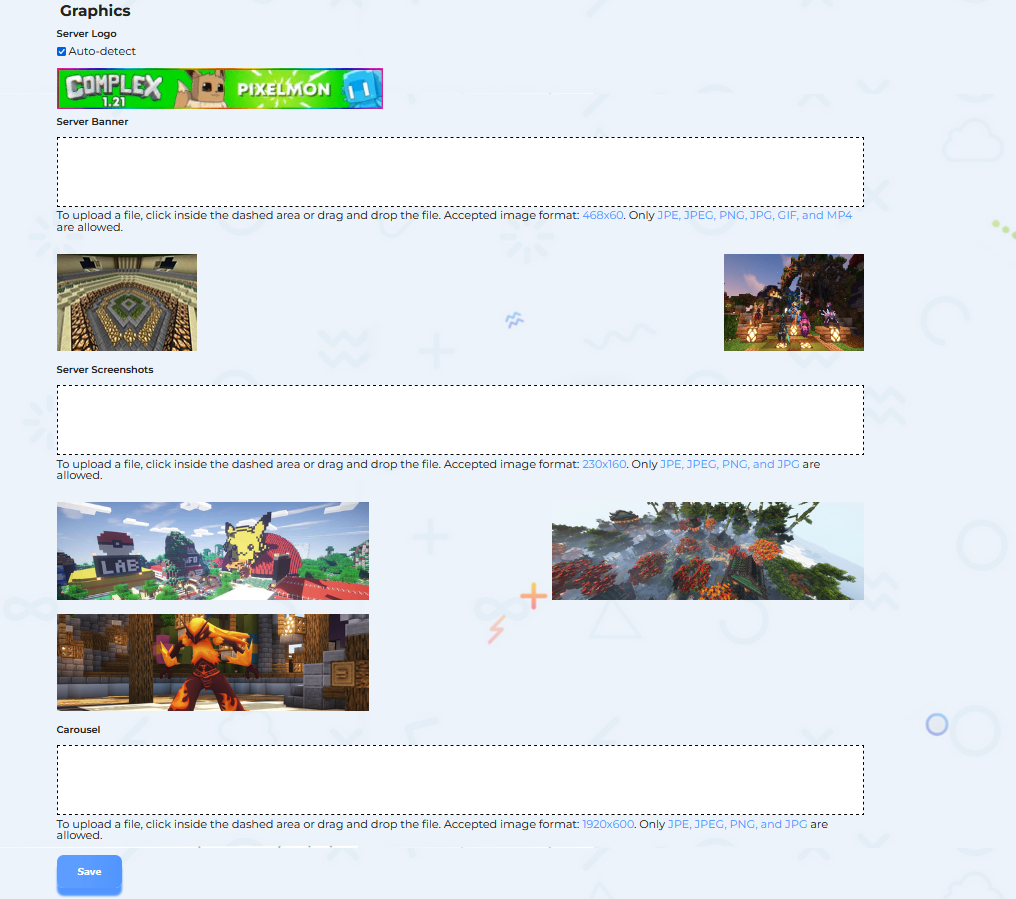 Graphics
Server Logo
Auto-detect
COMPLEX
1.21
PIXELMON
Server Banner
To upload a file, click inside the dashed area or drag and drop the file. Accepted image format: 468x60. Only JPE, JPEG, PNG, JPG, GIF, and MP4
are allowed.
Server Screenshots
To upload a file, click inside the dashed area or drag and drop the file. Accepted image format: 230x160. Only JPE, JPEG, PNG, and JPG are
allowed.
LAB
Carousel
To upload a file, click inside the dashed area or drag and drop the file. Accepted image format: 1920x600. Only JPE, JPEG, PNG, and JPG are
allowed.
Save